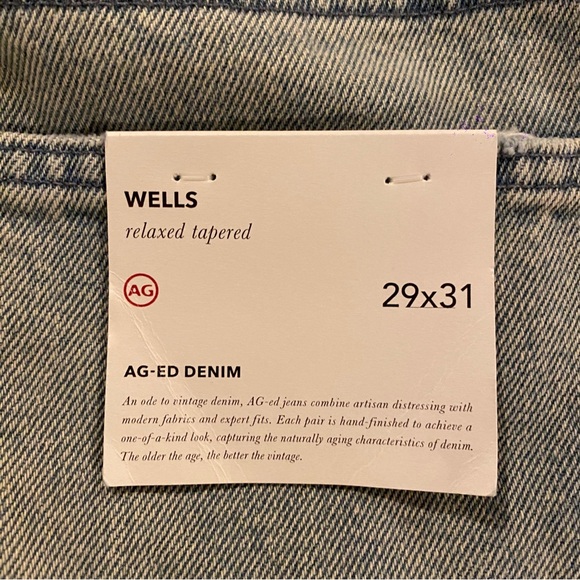 WELLS
relaxed tapered
AG
29x31
AG-ED DENIM
An ode to vintage denim, AG-ed jeans combine artisan distressing with
modern fabrics and expert fits. Each pair is hand-finished to achieve a
one-of-a-kind look, capturing the naturally aging characteristics of denim.
The older the age, the better the vintage.